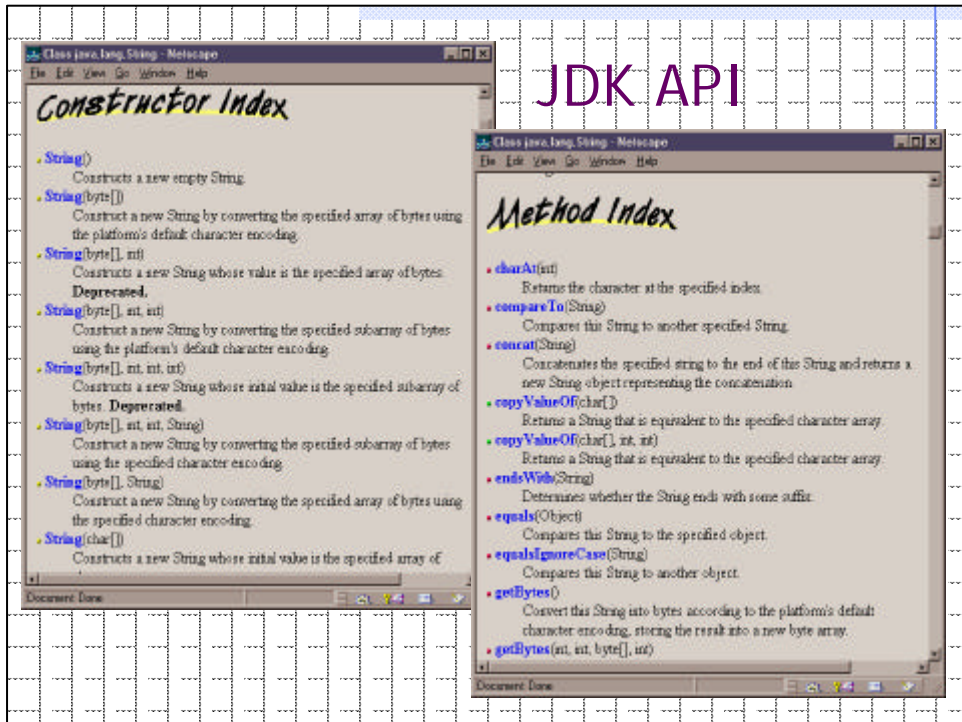 JDK API
Class java.lang.String - Netscape
File Edit View Go Window Help
Constructor Index
String()
Constructs a new empty String.
String(byte[])
Construct a new String by converting the specified array of bytes using
the platform's default character encoding.
String(byte[], int)
Constructs a new String whose value is the specified array of bytes.
Deprecated.
String(byte[], int, int)
Construct a new String by converting the specified subarray of bytes
using the platform's default character encoding.
String(byte[], int, int, int)
Constructs a new String whose initial value is the specified subarray of
bytes. Deprecated.
String(byte[], int, int, String)
Construct a new String by converting the specified subarray of bytes
using the specified character encoding.
String(byte[], String)
Construct a new String by converting the specified array of bytes using
the specified character encoding.
String(char[])
Constructs a new String whose initial value is the specified array of
Document: Done
Class java.lang.String - Netscape
File Edit View Go Window Help
Method Index
charAt(int)
Returns the character at the specified index.
compareTo(String)
Compares this String to another specified String.
concat(String)
Concatenates the specified string to the end of this String and returns a
new String object representing the concatenation.
copyValueOf(char[])
Returns a String that is equivalent to the specified character array.
copyValueOf(char[], int, int)
Returns a String that is equivalent to the specified character array.
endsWith(String)
Determines whether the String ends with some suffix.
equals(Object)
Compares this String to the specified object.
equalsIgnoreCase(String)
Compares this String to another object.
getBytes()
Convert this String into bytes according to the platform's default
character encoding, storing the result into a new byte array.
getBytes(int, int, byte[], int)
Document: Done